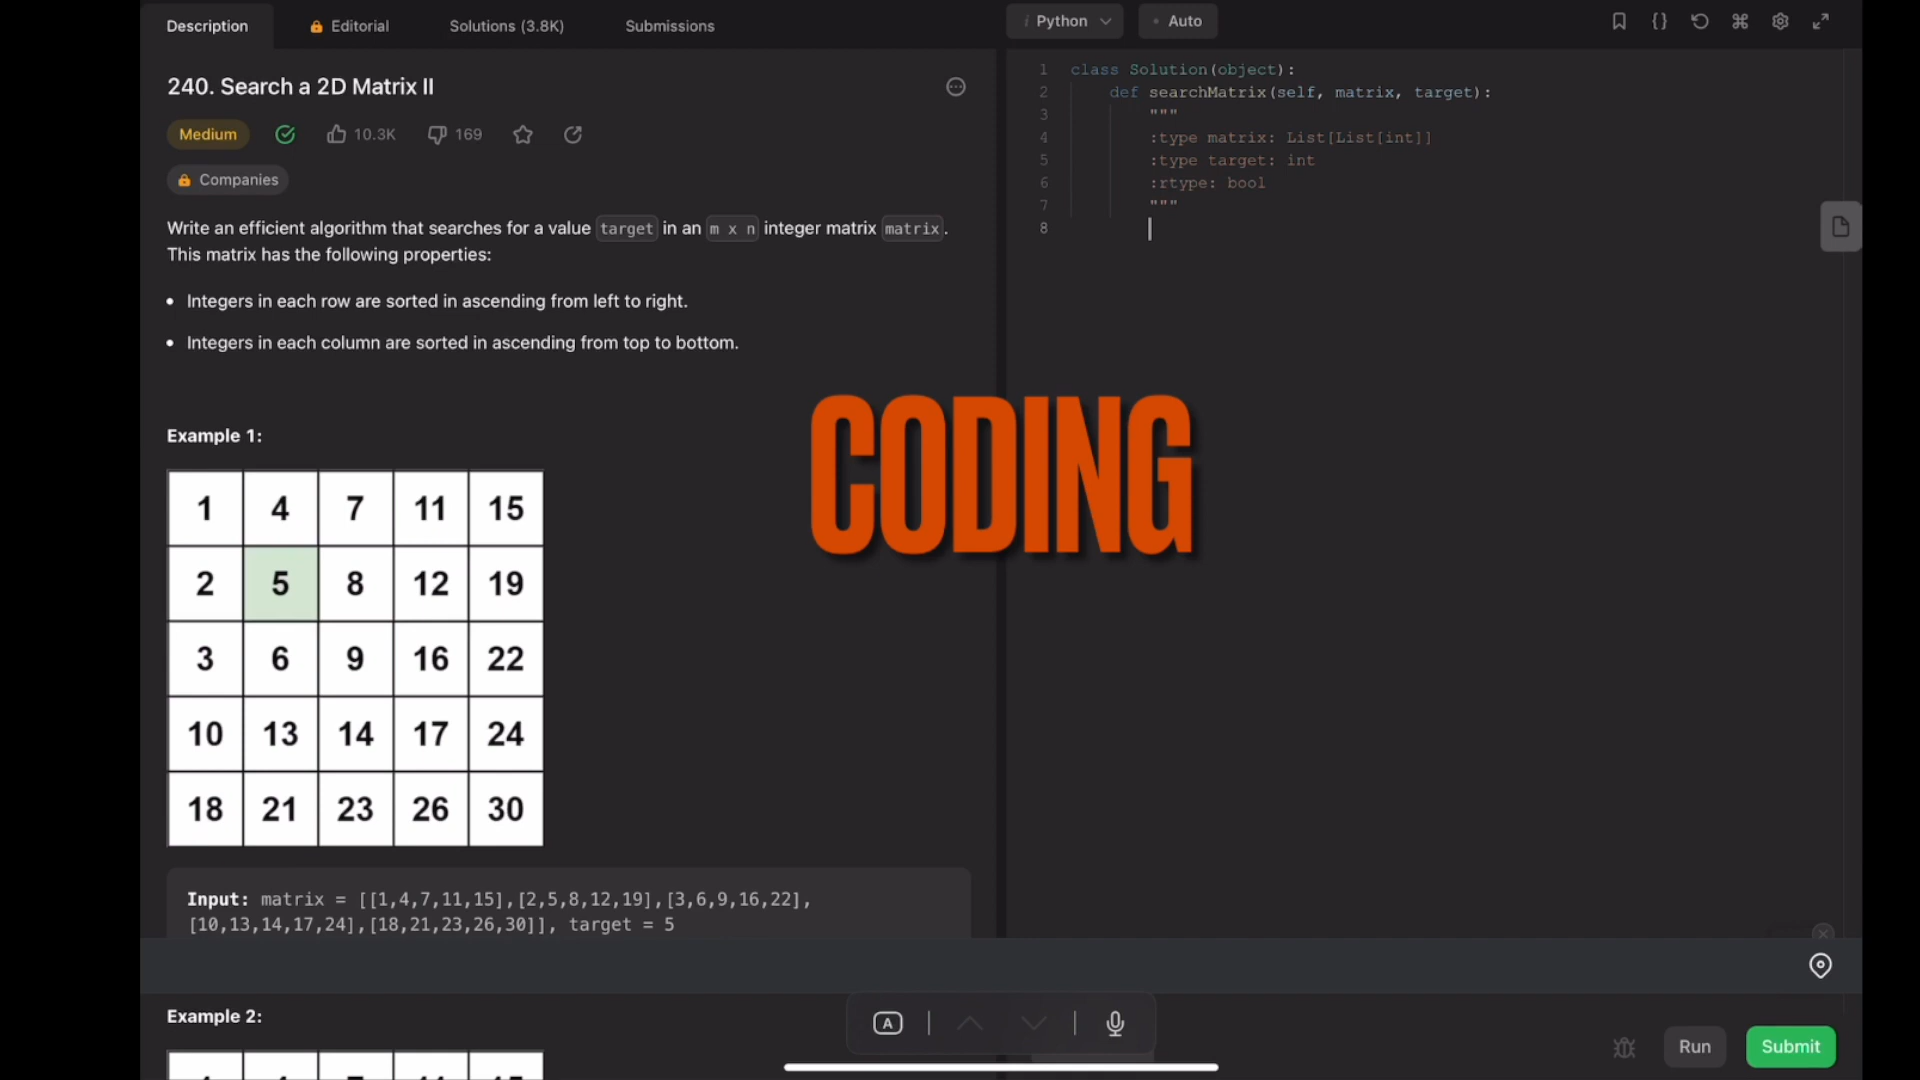 Description
Editorial
Solutions (3.8K)
Submissions
240. Search a 2D Matrix II
Medium
10.3K
169
Companies
Write an efficient algorithm that searches for a value target in an m x n integer matrix matrix.
This matrix has the following properties:
• Integers in each row are sorted in ascending from left to right.
• Integers in each column are sorted in ascending from top to bottom.
Example 1:
1 4 7 11 15
2 5 8 12 19
3 6 9 16 22
10 13 14 17 24
18 21 23 26 30
Input: matrix = [[1,4,7,11,15],[2,5,8,12,19],[3,6,9,16,22],
[10,13,14,17,24],[18,21,23,26,30]], target = 5
Example 2:
i Python
Auto
1 class Solution(object):
2 def searchMatrix(self, matrix, target):
3 """
4 :type matrix: List[List[int]]
5 :type target: int
6 :rtype: bool
7 """
8
CODING
A
Run
Submit